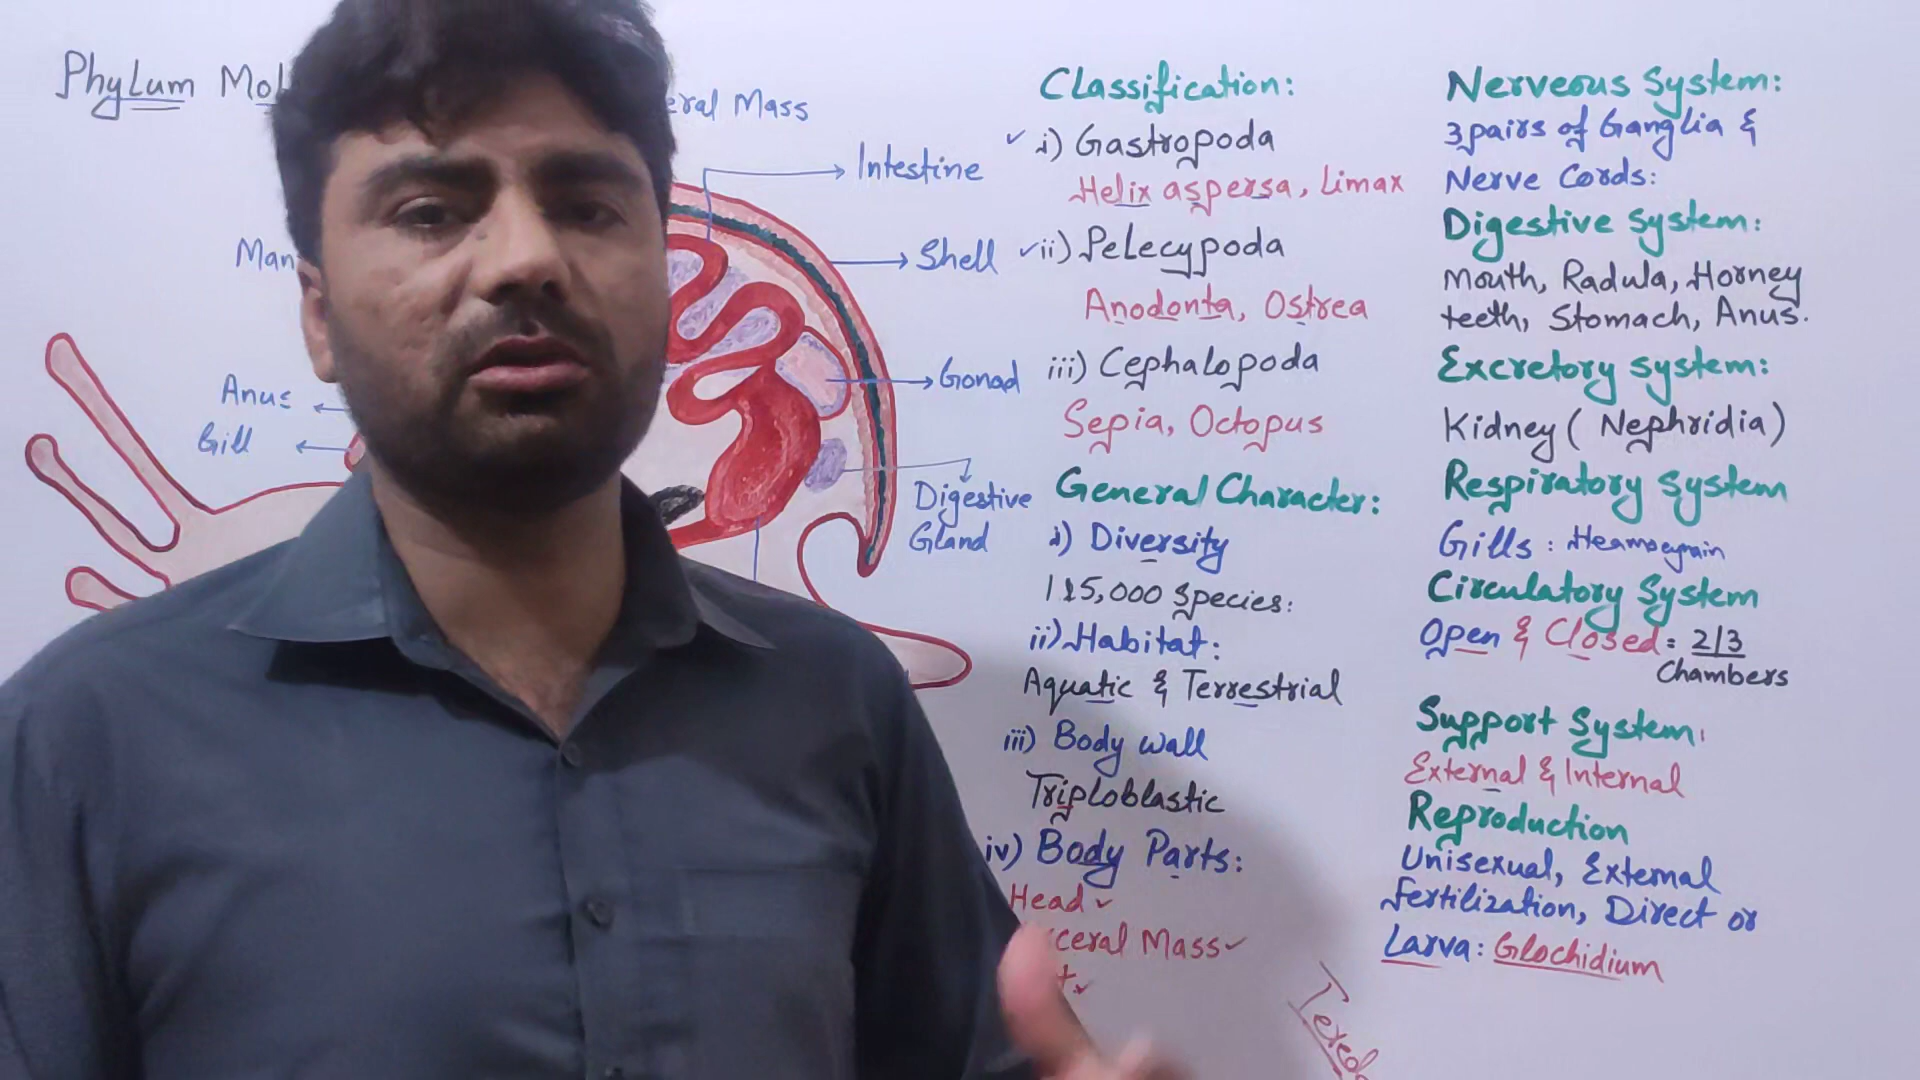 Phylum Mol
eral Mass
Intestine
Man
Shell
Anus
Gonad
Gill
Digestive
Gland
Classification:
i) Gastropoda
Helix aspersa, Limax
ii) Pelecypoda
Anodonta, Ostrea
iii) Cephalopoda
Sepia, Octopus
General Character:
i) Diversity
115,000 species:
ii) Habitat:
Aquatic & Terrestrial
iii) Body wall
Triploblastic
iv) Body Parts:
Head
ceral Mass
t
Nerveous System:
3 pairs of Ganglia &
Nerve Cords:
Digestive System:
Mouth, Radula, Horney
teeth, Stomach, Anus.
Excretory System:
Kidney ( Nephridia)
Respiratory System
Gills :
Circulatory System
Open & Closed: 2/3
Chambers
Support System:
External & Internal
Reproduction
Unisexual, External
Fertilization, Direct or
Larva: Glochidium